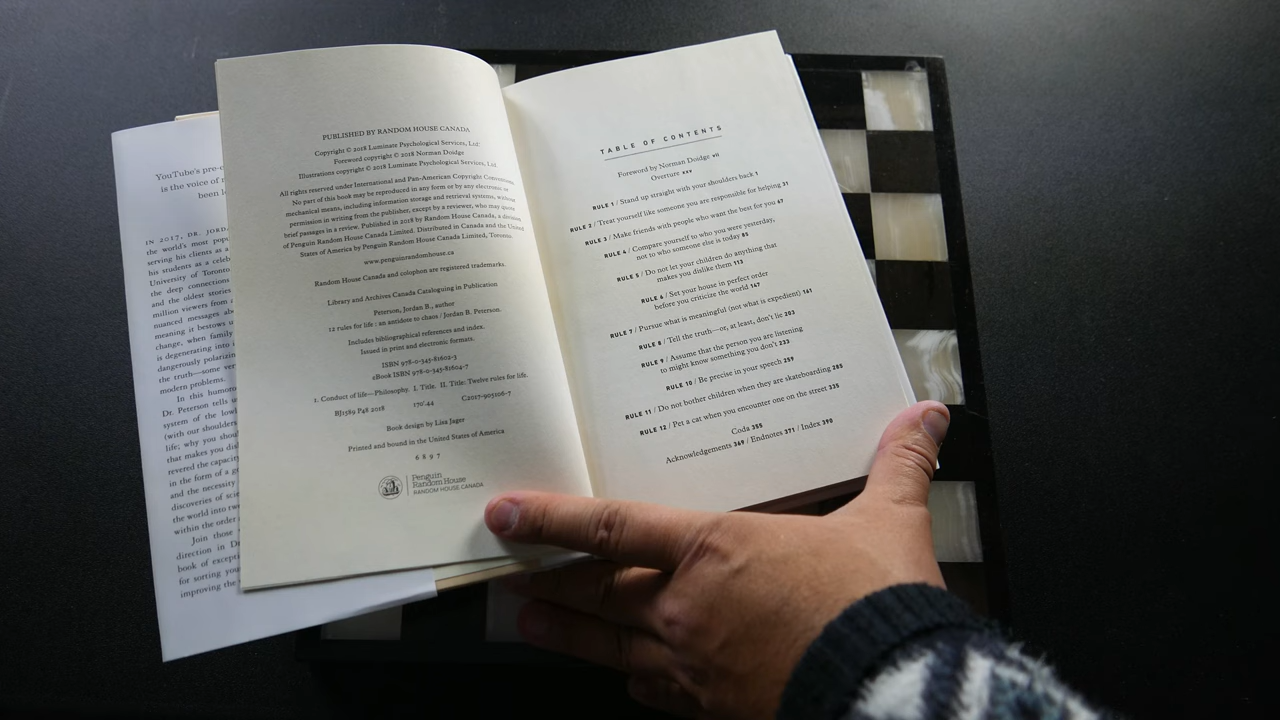 YouTube's pre-e
is the voice of
been l
IN 2017, DR. JORD
the world's most pop
serving his clients as a
his students as a celeb
University of Toronto
the deep connections
and the oldest stories
million viewers from a
nuanced messages abo
meaning it bestows u
change, when family
is degenerating into i
dangerously polariz
the truth—some ver
modern problems.
In this humoro
Dr. Peterson tells u
system of the lowl
(with our shoulders
life; why you shou
that makes you dis
revered the capacity
in the form of a g
and the necessity
discoveries of scie
the world into tw
within the order
Join those
direction in Dr
book of except
for sorting you
improving the
PUBLISHED BY RANDOM HOUSE CANADA
Copyright © 2018 Luminate Psychological Services, Ltd.
Foreword copyright © 2018 Norman Doidge
Illustrations copyright © 2018 Luminate Psychological Services, Ltd.
All rights reserved under International and Pan-American Copyright Conventions.
No part of this book may be reproduced in any form or by any electronic or
mechanical means, including information storage and retrieval systems, without
permission in writing from the publisher, except by a reviewer, who may quote
brief passages in a review. Published in 2018 by Random House Canada, a division
of Penguin Random House Canada Limited. Distributed in Canada and the United
States of America by Penguin Random House Canada Limited, Toronto.
www.penguinrandomhouse.ca
Random House Canada and colophon are registered trademarks.
Library and Archives Canada Cataloguing in Publication
Peterson, Jordan B., author
12 rules for life : an antidote to chaos / Jordan B. Peterson.
Includes bibliographical references and index.
Issued in print and electronic formats.
ISBN 978-0-345-81602-3
eBook ISBN 978-0-345-81604-7
1. Conduct of life—Philosophy. I. Title. II. Title: Twelve rules for life.
BJ1589 P48 2018 170'.44 C2017-905106-7
Book design by Lisa Jager
Printed and bound in the United States of America
6 8 9 7
Penguin
Random House
RANDOM HOUSE CANADA
TABLE OF CONTENTS
Foreword by Norman Doidge vii
Overture xxv
RULE 1 / Stand up straight with your shoulders back 1
RULE 2 / Treat yourself like someone you are responsible for helping 31
RULE 3 / Make friends with people who want the best for you 67
RULE 4 / Compare yourself to who you were yesterday,
not to who someone else is today 85
RULE 5 / Do not let your children do anything that
makes you dislike them 113
RULE 6 / Set your house in perfect order
before you criticize the world 147
RULE 7 / Pursue what is meaningful (not what is expedient) 161
RULE 8 / Tell the truth—or, at least, don't lie 203
RULE 9 / Assume that the person you are listening
to might know something you don't 233
RULE 10 / Be precise in your speech 259
RULE 11 / Do not bother children when they are skateboarding 285
RULE 12 / Pet a cat when you encounter one on the street 335
Coda 355
Acknowledgements 369 / Endnotes 371 / Index 390